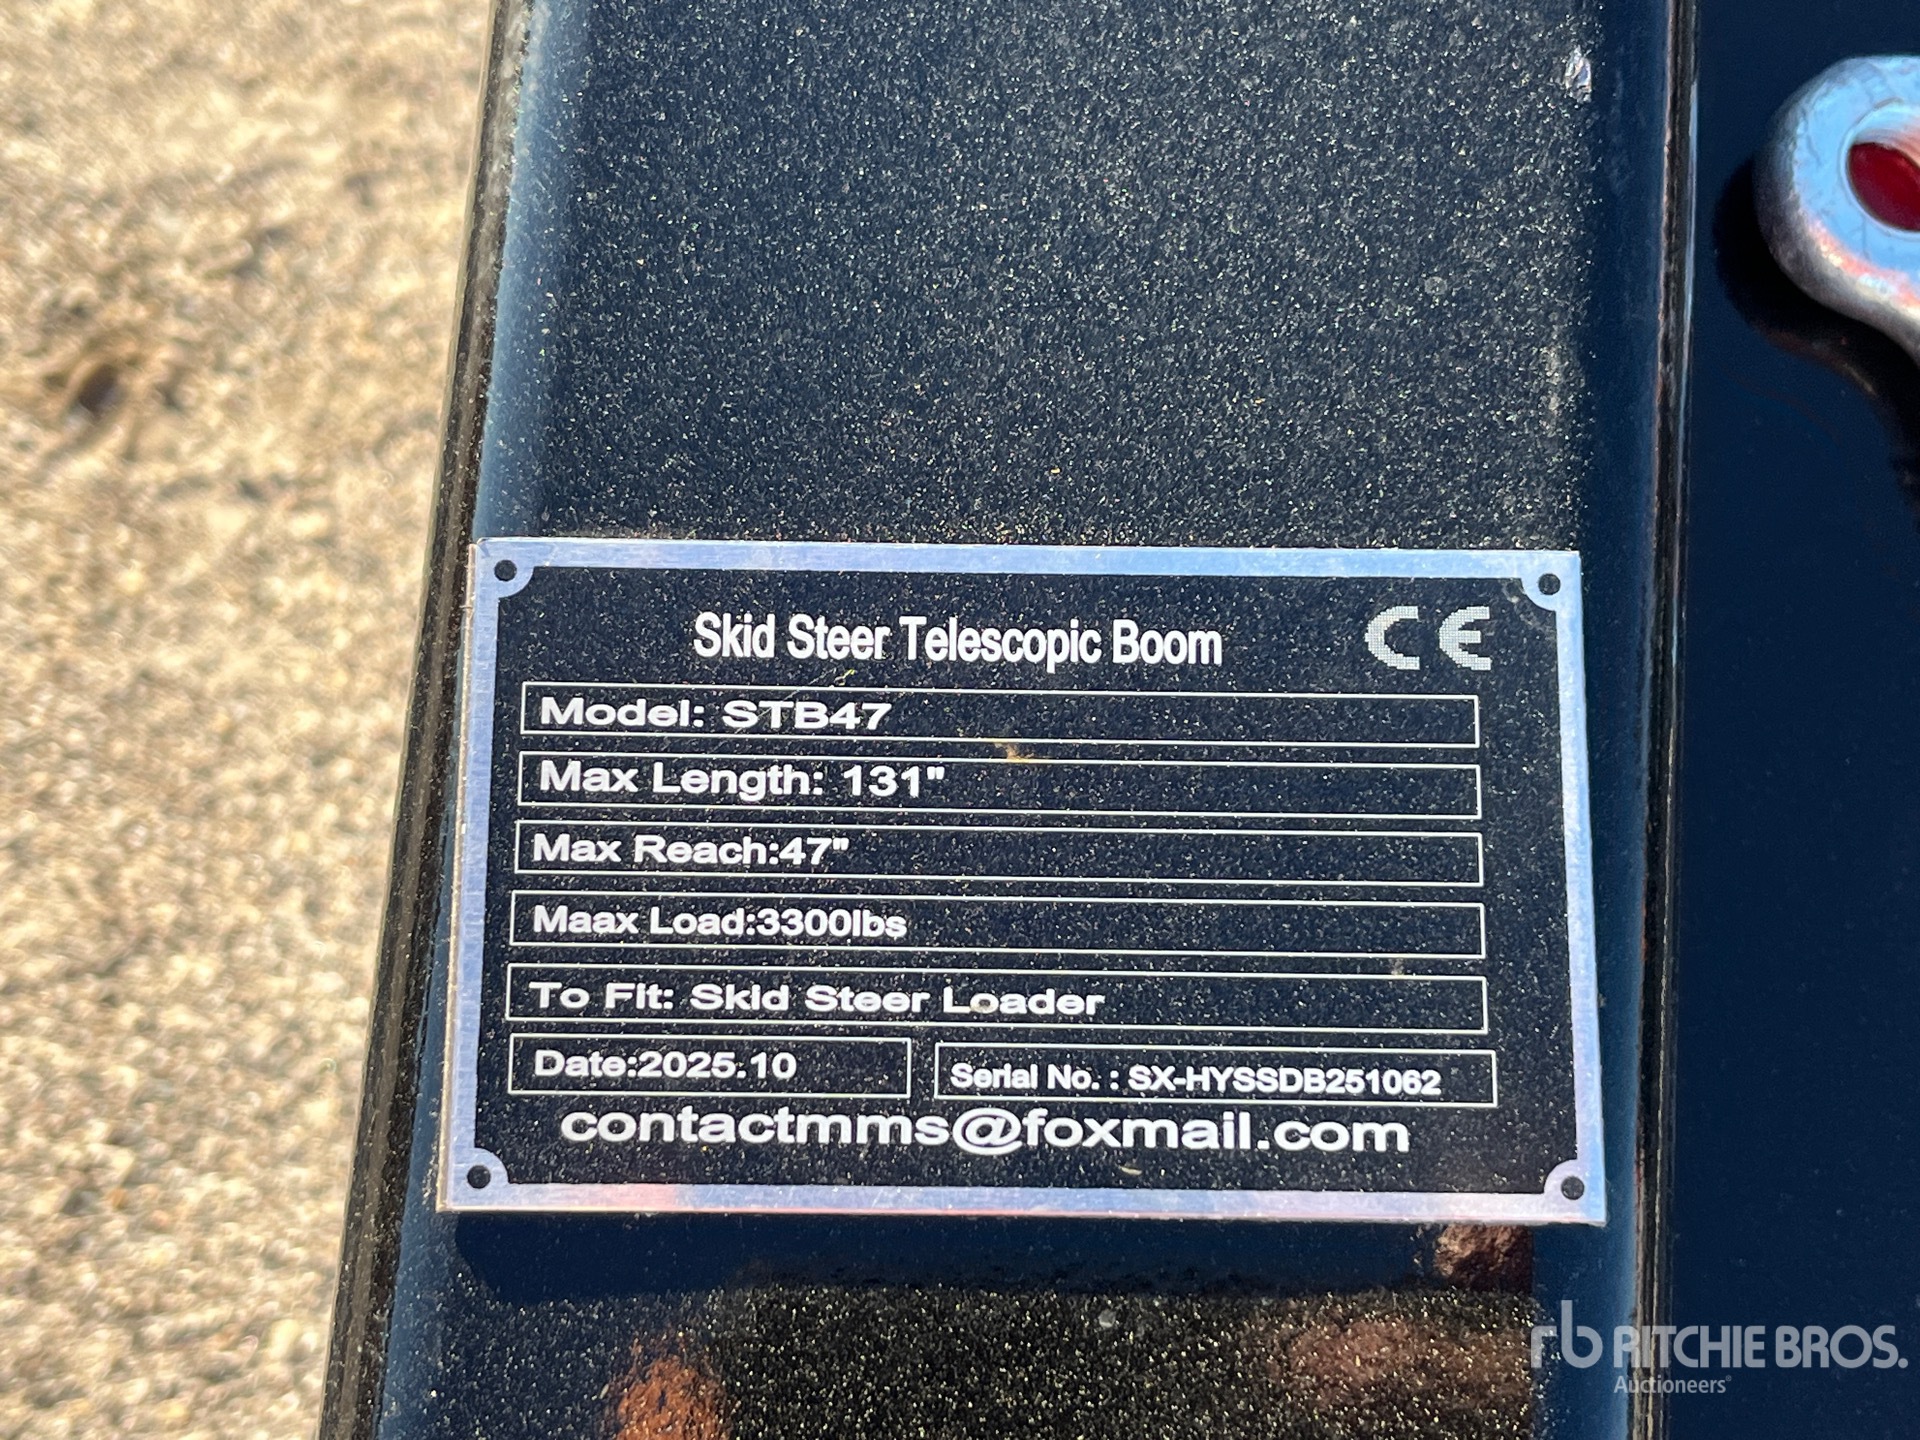 Skid Steer Telescopic Boom CE
Model: STB47
Max Length: 131"
Max Reach:47"
Maax Load:3300lbs
To Fit: Skid Steer Loader
Date:2025.10 Serial No. : SX-HYSSDB251062
contactmms@foxmail.com
rb RITCHIE BROS.
Auctioneers®